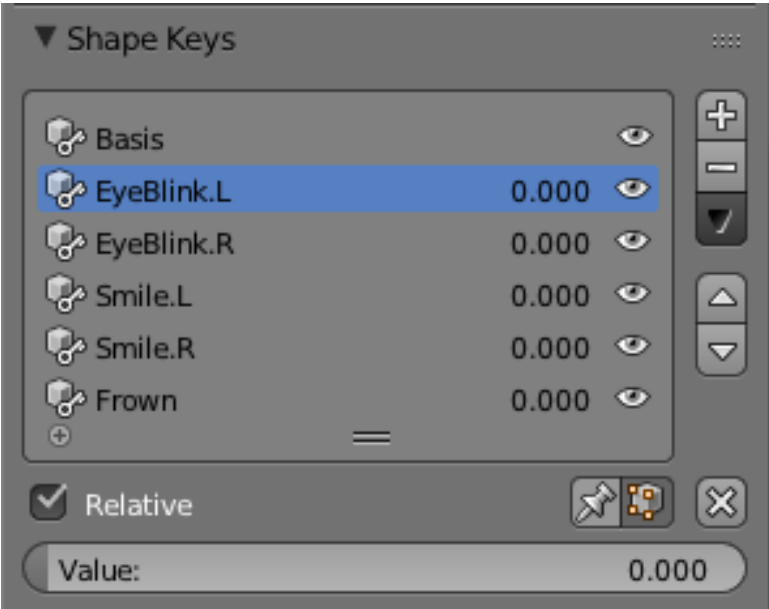 Shape Keys
Basis
EyeBlink.L 0.000
EyeBlink.R 0.000
Smile.L 0.000
Smile.R 0.000
Frown 0.000
Relative
Value: 0.000